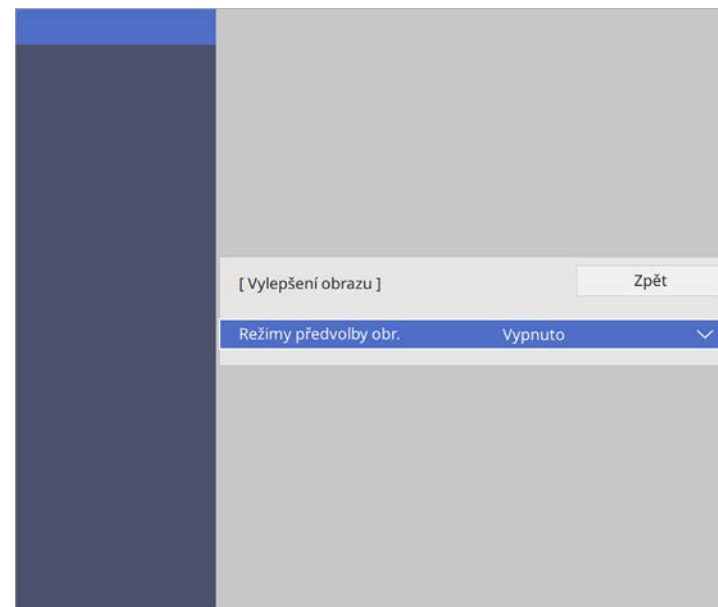 [ Vylepšení obrazu ]
Zpět
Režimy předvolby obr.
Vypnuto